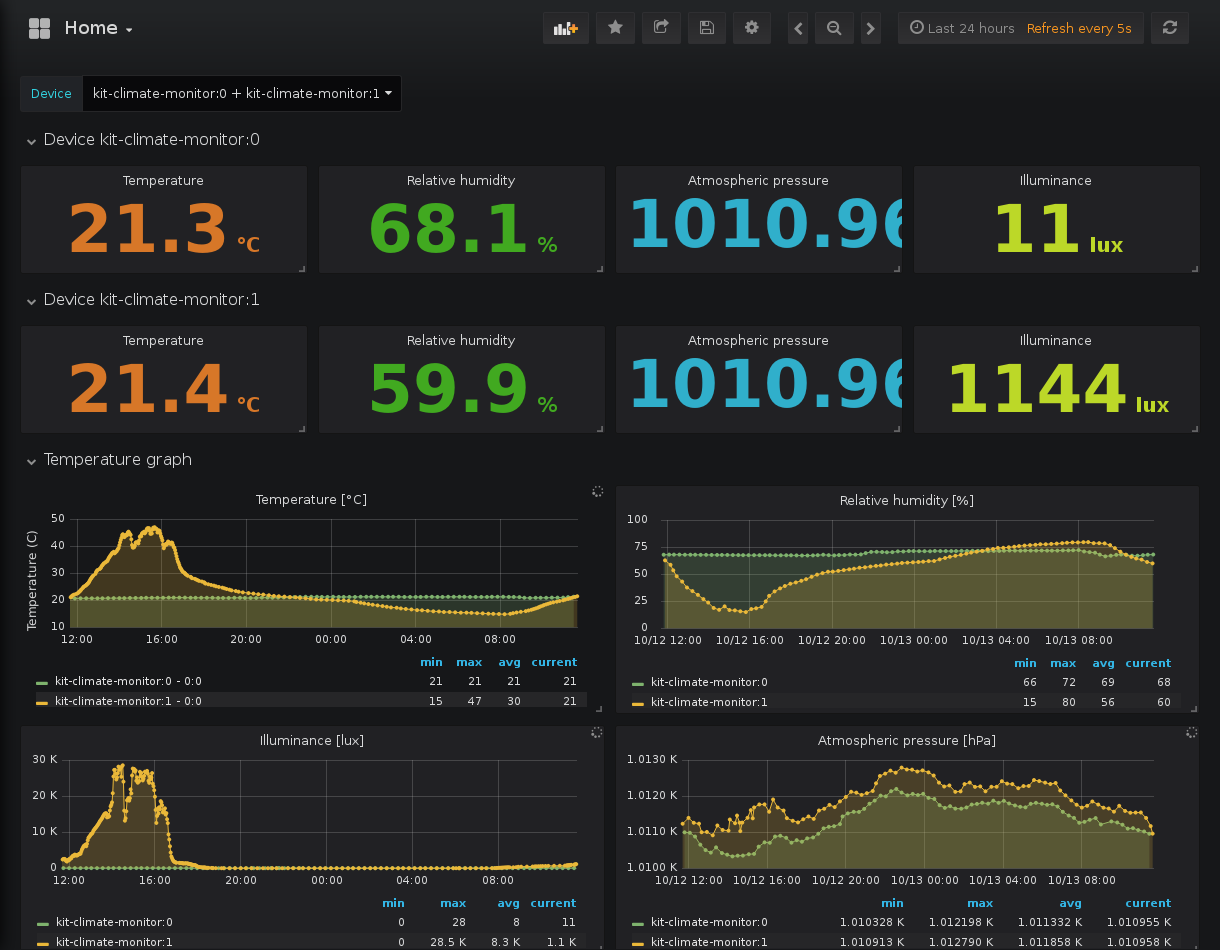 Home
Last 24 hours Refresh every 5s
Device kit-climate-monitor:0 + kit-climate-monitor:1
Device kit-climate-monitor:0
Temperature Relative humidity Atmospheric pressure Illuminance
21.3 °C 68.1 % 1010.96 11 lux
Device kit-climate-monitor:1
Temperature Relative humidity Atmospheric pressure Illuminance
21.4 °C 59.9 % 1010.96 1144 lux
Temperature graph
Temperature [°C]
Temperature (C)
50
40
30
20
10
12:00 16:00 20:00 00:00 04:00 08:00
min max avg current
kit-climate-monitor:0 - 0:0 21 21 21 21
kit-climate-monitor:1 - 0:0 15 47 30 21
Relative humidity [%]
100
75
50
25
0
10/12 12:00 10/12 16:00 10/12 20:00 10/13 00:00 10/13 04:00 10/13 08:00
min max avg current
kit-climate-monitor:0 66 72 69 68
kit-climate-monitor:1 15 80 56 60
Illuminance [lux]
30 K
20 K
10 K
0
12:00 16:00 20:00 00:00 04:00 08:00
min max avg current
kit-climate-monitor:0 0 28 8 11
kit-climate-monitor:1 0 28.5 K 8.3 K 1.1 K
Atmospheric pressure [hPa]
1.0130 K
1.0120 K
1.0110 K
1.0100 K
10/12 12:00 10/12 16:00 10/12 20:00 10/13 00:00 10/13 04:00 10/13 08:00
min max avg current
kit-climate-monitor:0 1.010328 K 1.012198 K 1.011332 K 1.010955 K
kit-climate-monitor:1 1.010913 K 1.012790 K 1.011858 K 1.010958 K